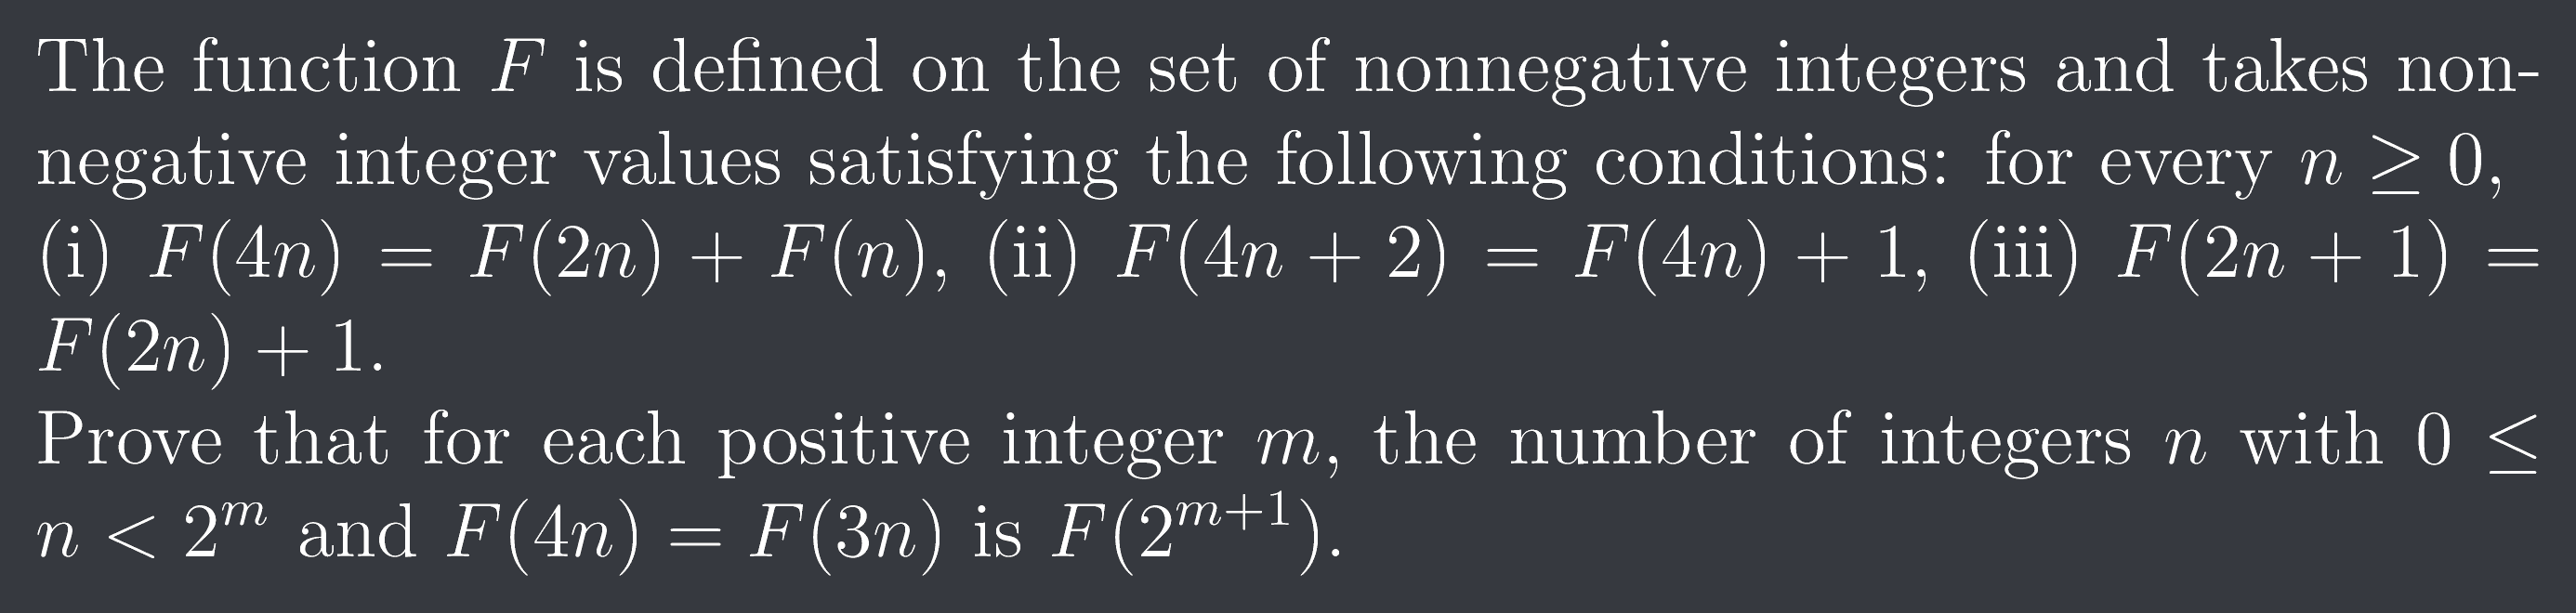 The function F is defined on the set of nonnegative integers and takes non-
negative integer values satisfying the following conditions: for every n ≥ 0,
(i) F(4n) = F(2n) + F(n), (ii) F(4n + 2) = F(4n) + 1, (iii) F(2n + 1) =
F(2n) + 1.
Prove that for each positive integer m, the number of integers n with 0 ≤
n < 2^m and F(4n) = F(3n) is F(2^{m+1}).